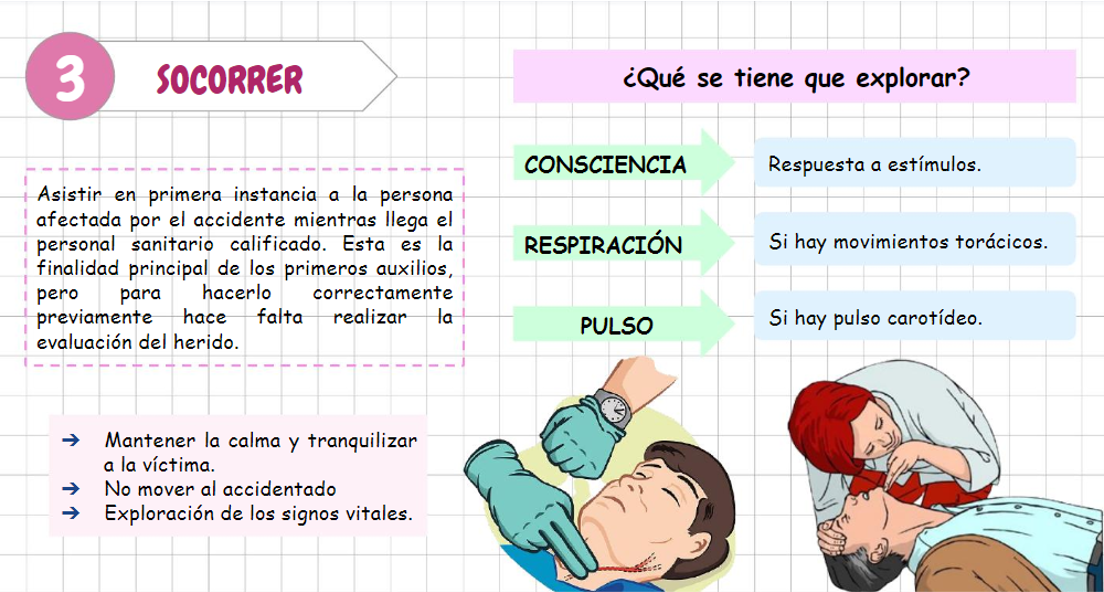 3
SOCORRER
Asistir en primera instancia a la persona
afectada por el accidente mientras llega el
personal sanitario calificado. Esta es la
finalidad principal de los primeros auxilios,
pero para hacerlo correctamente
previamente hace falta realizar la
evaluación del herido.
➔ Mantener la calma y tranquilizar
a la víctima.
➔ No mover al accidentado
➔ Exploración de los signos vitales.
¿Qué se tiene que explorar?
CONSCIENCIA
Respuesta a estímulos.
RESPIRACIÓN
Si hay movimientos torácicos.
PULSO
Si hay pulso carotídeo.